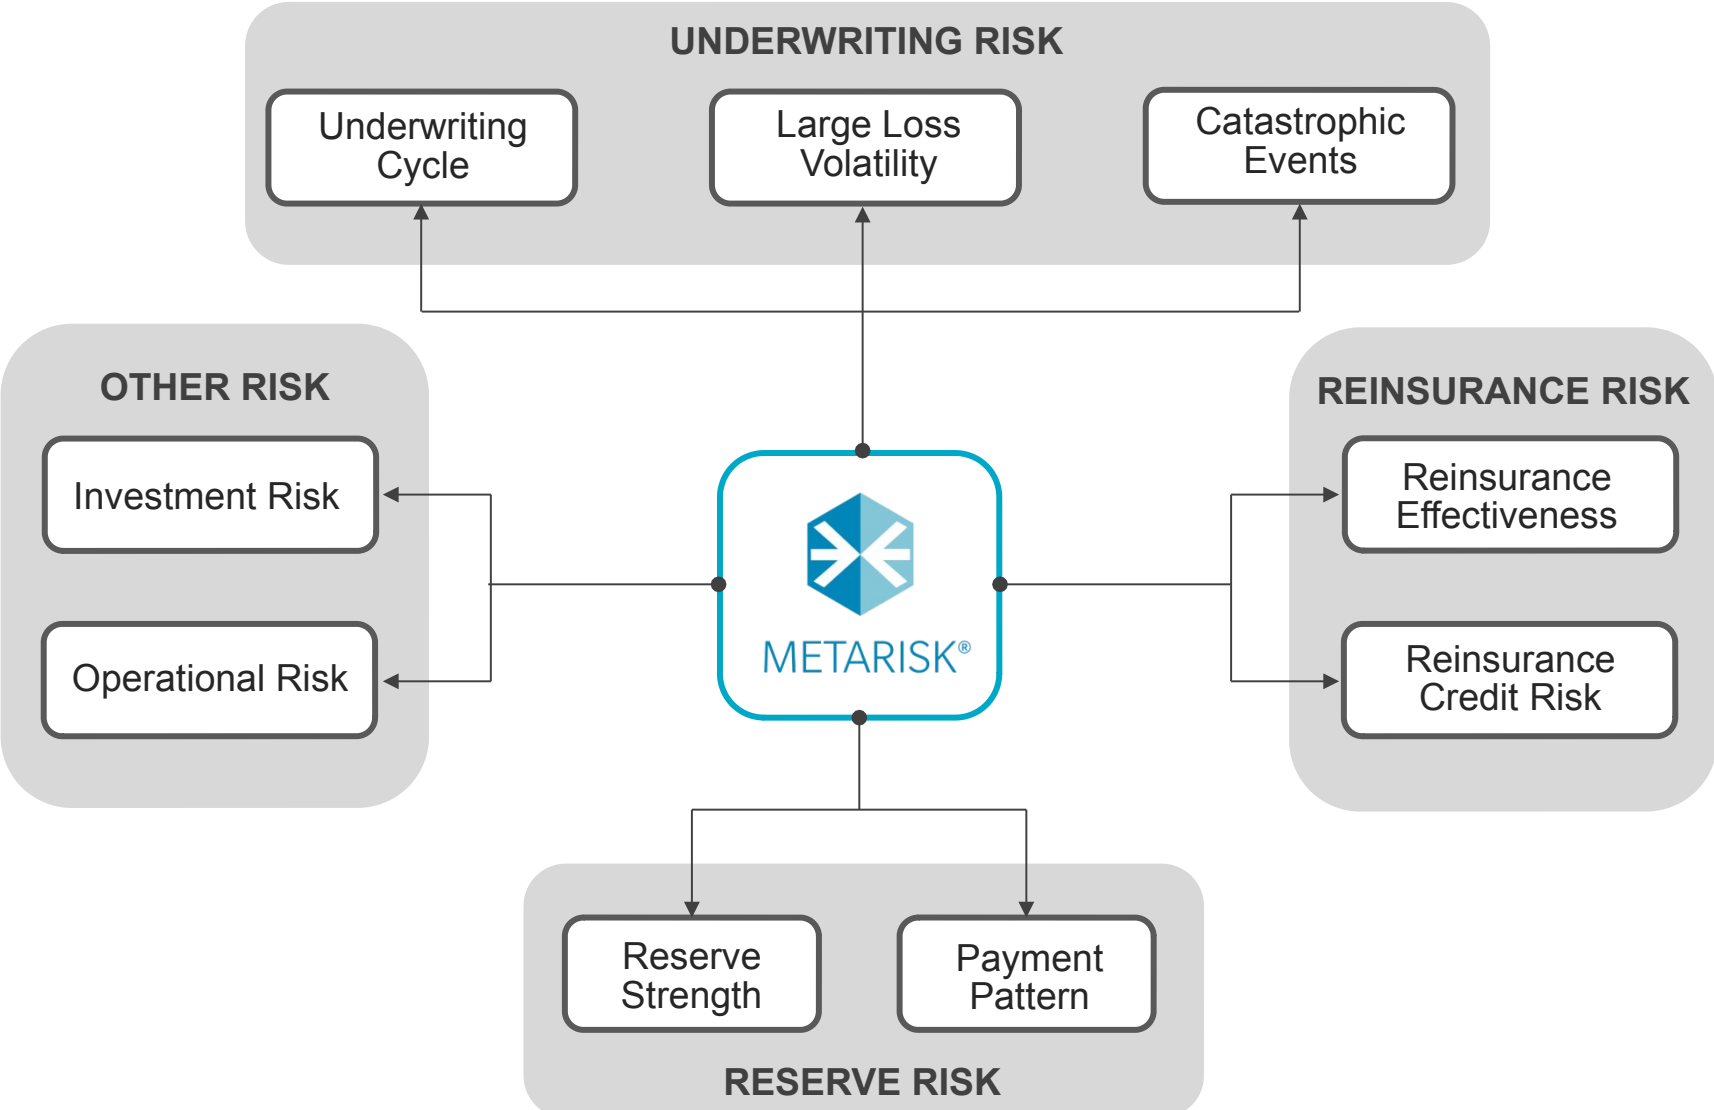 UNDERWRITING RISK
Underwriting
Cycle
Large Loss
Volatility
Catastrophic
Events
OTHER RISK
Investment Risk
Operational Risk
METARISK®
REINSURANCE RISK
Reinsurance
Effectiveness
Reinsurance
Credit Risk
Reserve
Strength
Payment
Pattern
RESERVE RISK